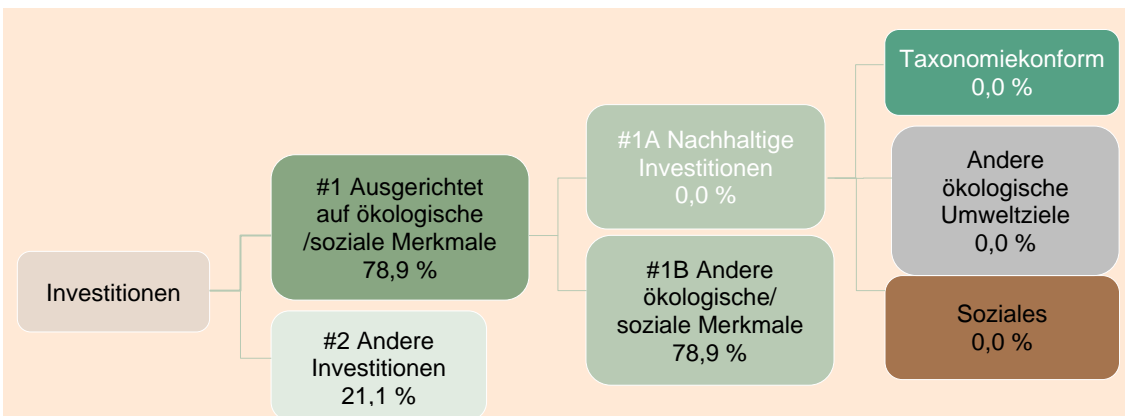 Investitionen
#1 Ausgerichtet
auf ökologische
/soziale Merkmale
78,9 %
#2 Andere
Investitionen
21,1 %
#1A Nachhaltige
Investitionen
0,0 %
#1B Andere
ökologische/
soziale Merkmale
78,9 %
Taxonomiekonform
0,0 %
Andere
ökologische
Umweltziele
0,0 %
Soziales
0,0 %